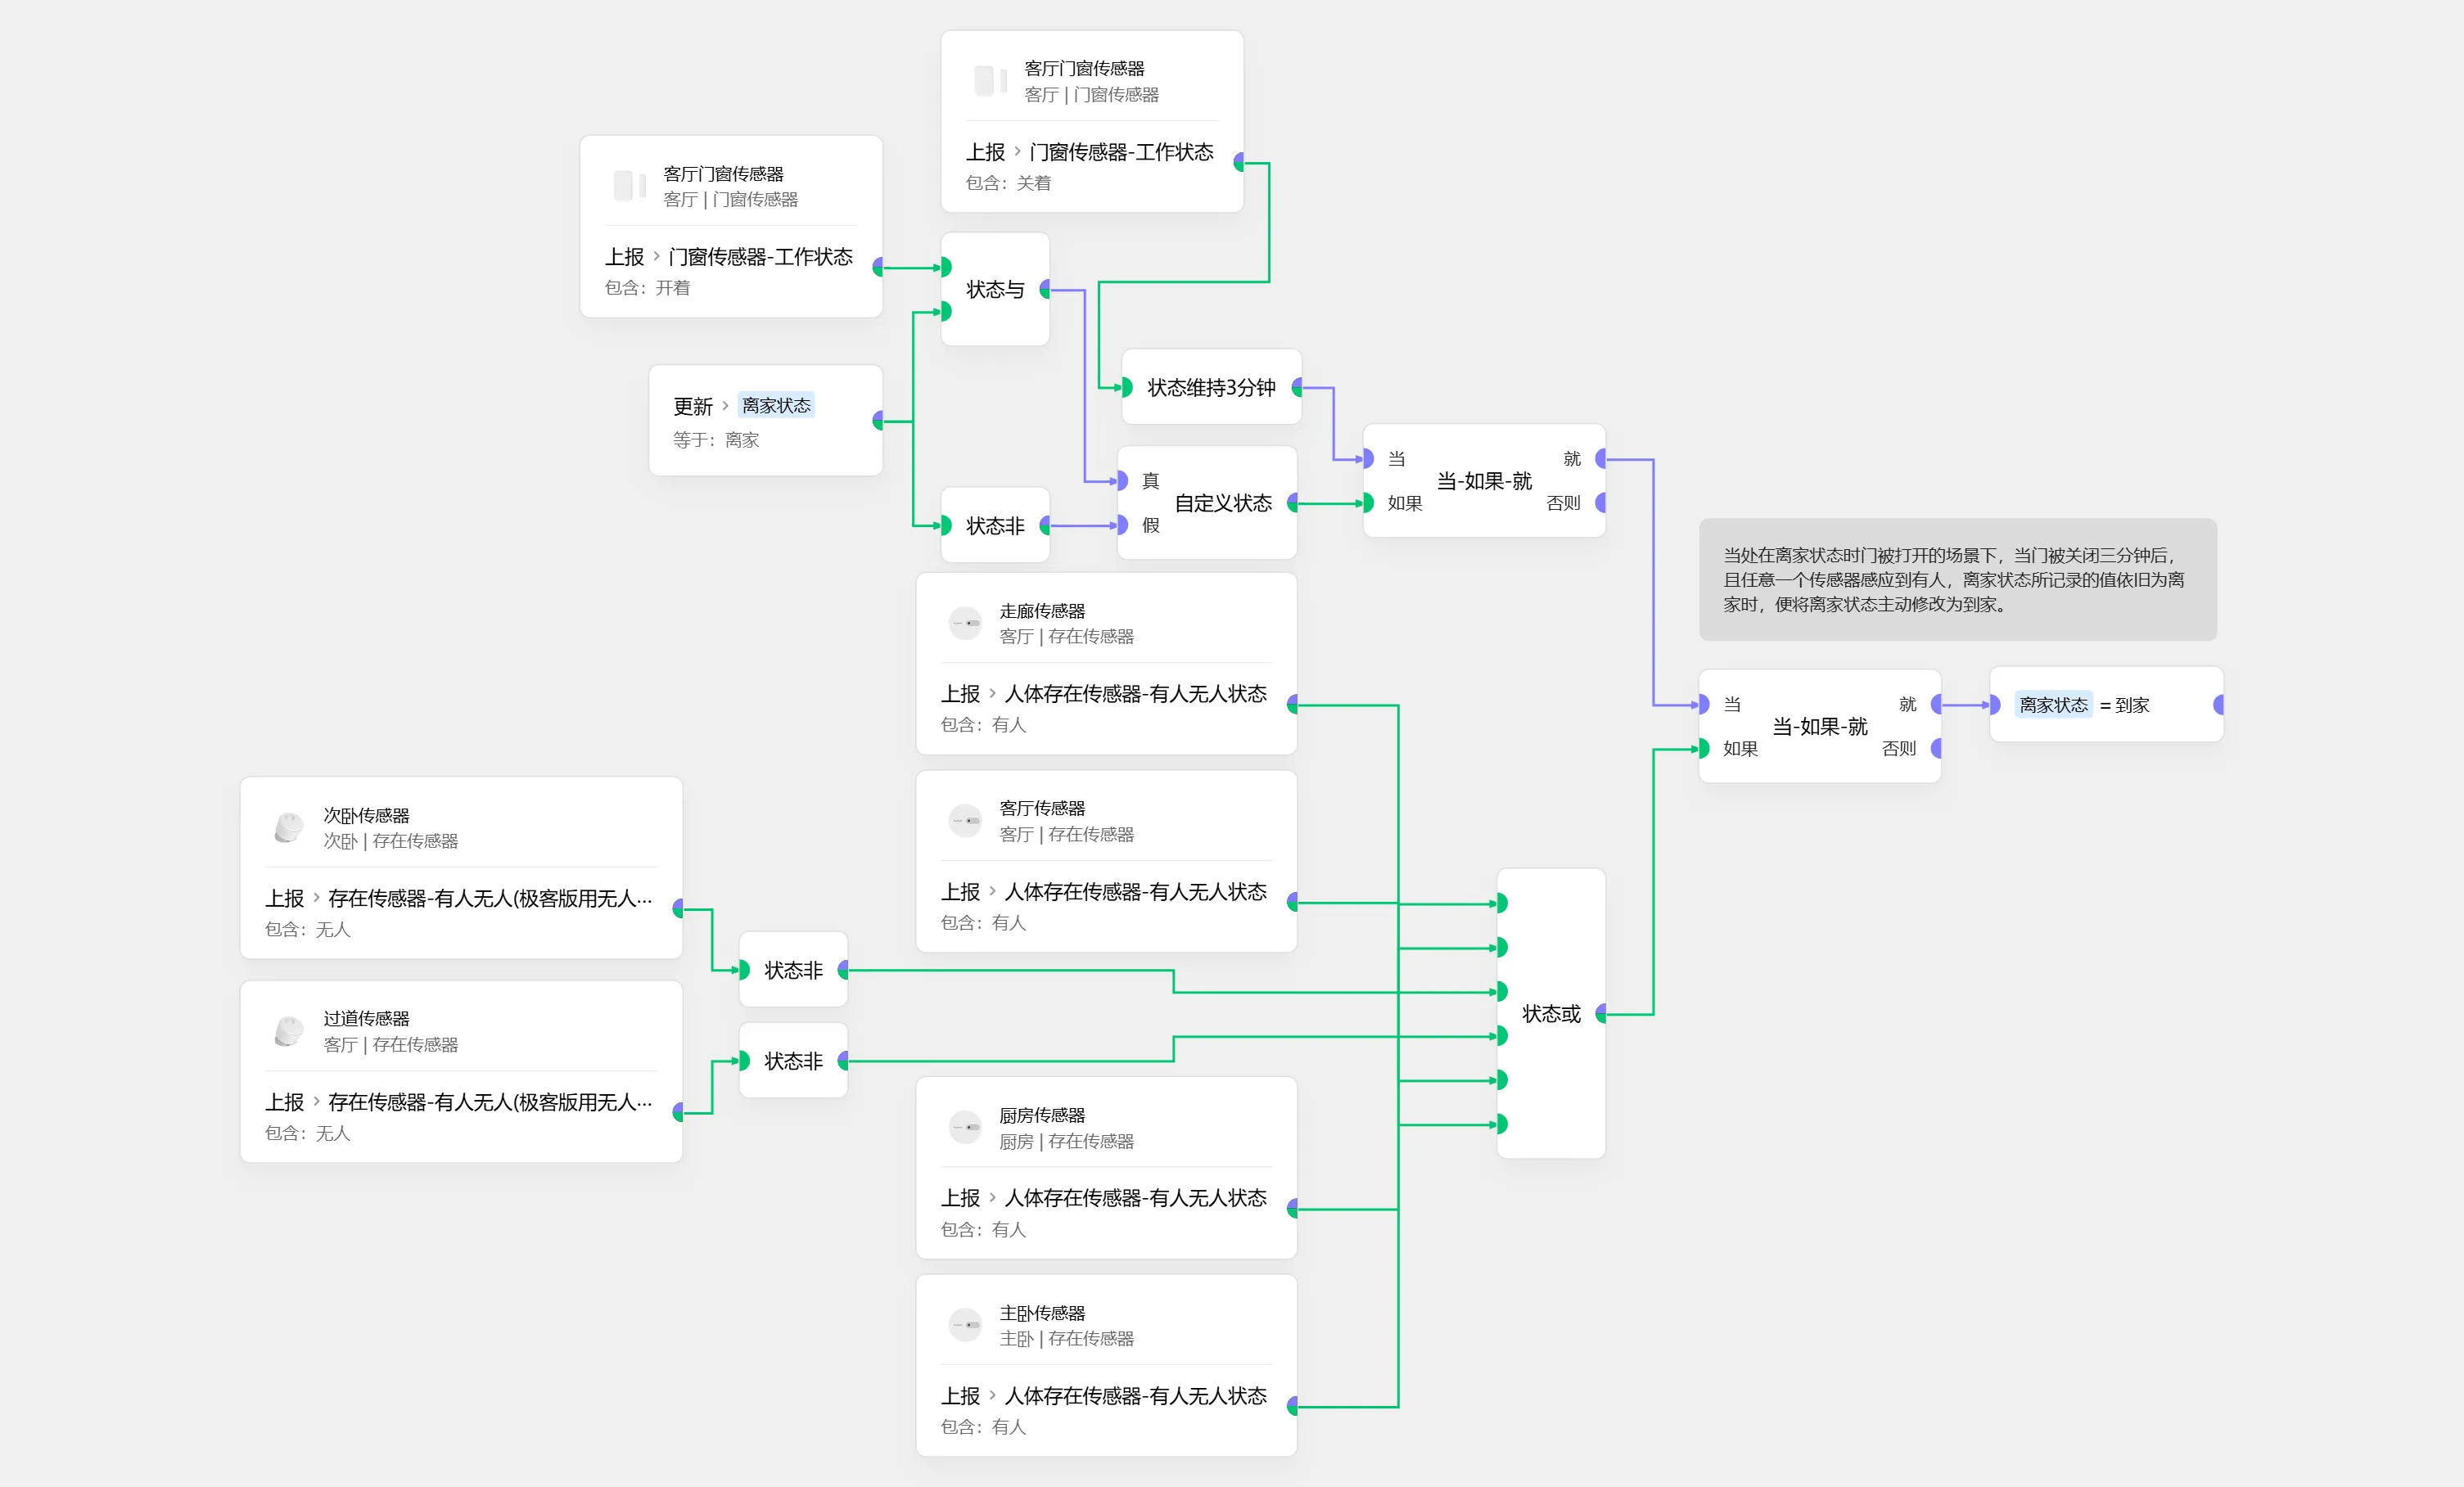 客厅门窗传感器
客厅 | 门窗传感器
上报 › 门窗传感器-工作状态
包含：关着
客厅门窗传感器
客厅 | 门窗传感器
上报 › 门窗传感器-工作状态
包含：开着
状态与
更新 › 离家状态
等于：离家
状态维持3分钟
状态非
真
假
自定义状态
当
如果
当-如果-就
就
否则
当处在离家状态时门被打开的场景下，当门被关闭三分钟后，
且任意一个传感器感应到有人，离家状态所记录的值依旧为离
家时，便将离家状态主动修改为到家。
走廊传感器
客厅 | 存在传感器
上报 › 人体存在传感器-有人无人状态
包含：有人
当
如果
当-如果-就
就
否则
离家状态 = 到家
客厅传感器
客厅 | 存在传感器
上报 › 人体存在传感器-有人无人状态
包含：有人
次卧传感器
次卧 | 存在传感器
上报 › 存在传感器-有人无人(极客版用无人...
包含：无人
状态非
过道传感器
客厅 | 存在传感器
上报 › 存在传感器-有人无人(极客版用无人...
包含：无人
状态非
状态或
厨房传感器
厨房 | 存在传感器
上报 › 人体存在传感器-有人无人状态
包含：有人
主卧传感器
主卧 | 存在传感器
上报 › 人体存在传感器-有人无人状态
包含：有人